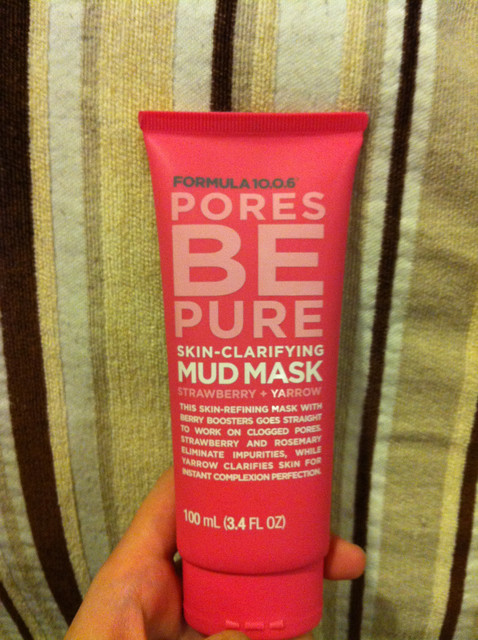 FORMULA 10.0.6
PORES
BE
PURE
SKIN-CLARIFYING
MUD MASK
STRAWBERRY + YARROW
THIS SKIN-REFINING MASK WITH
BERRY BOOSTERS GOES STRAIGHT
TO WORK ON CLOGGED PORES.
STRAWBERRY AND ROSEMARY
ELIMINATE IMPURITIES, WHILE
YARROW CLARIFIES SKIN FOR
INSTANT COMPLEXION PERFECTION.
100 mL (3.4 FL OZ)